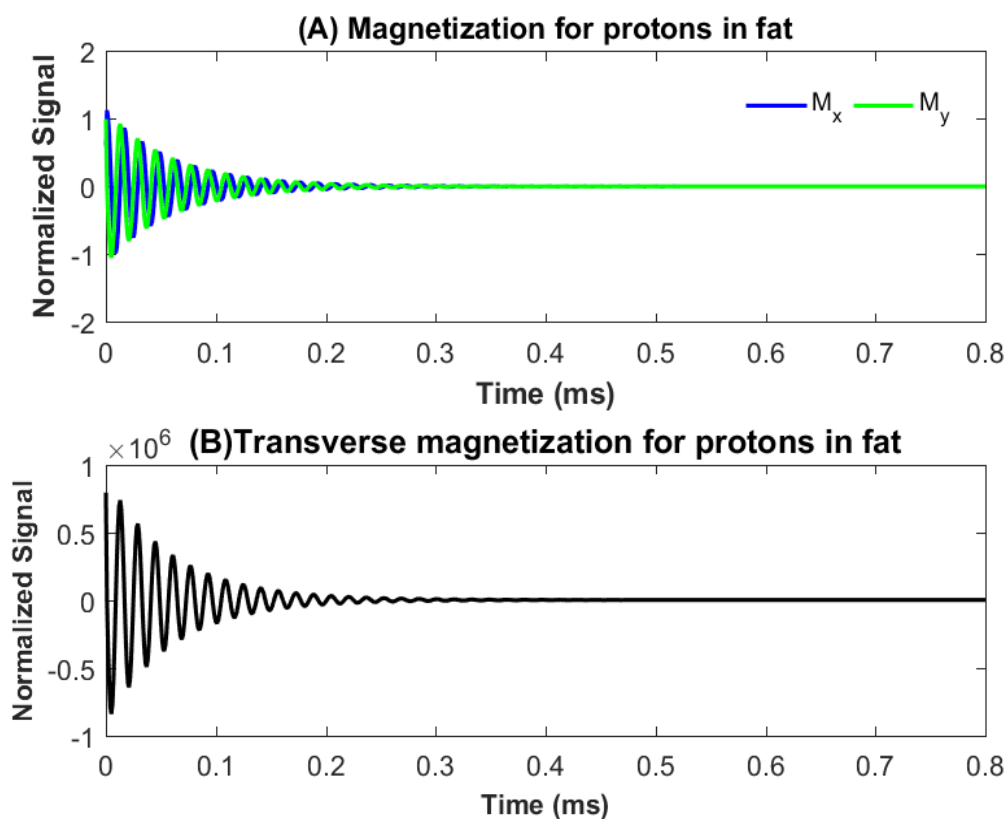 (A) Magnetization for protons in fat
Normalized Signal
2
1
0
-1
-2
M_x M_y
0 0.1 0.2 0.3 0.4 0.5 0.6 0.7 0.8
Time (ms)
×10^6
(B)Transverse magnetization for protons in fat
Normalized Signal
1
0.5
0
-0.5
-1
0 0.1 0.2 0.3 0.4 0.5 0.6 0.7 0.8
Time (ms)